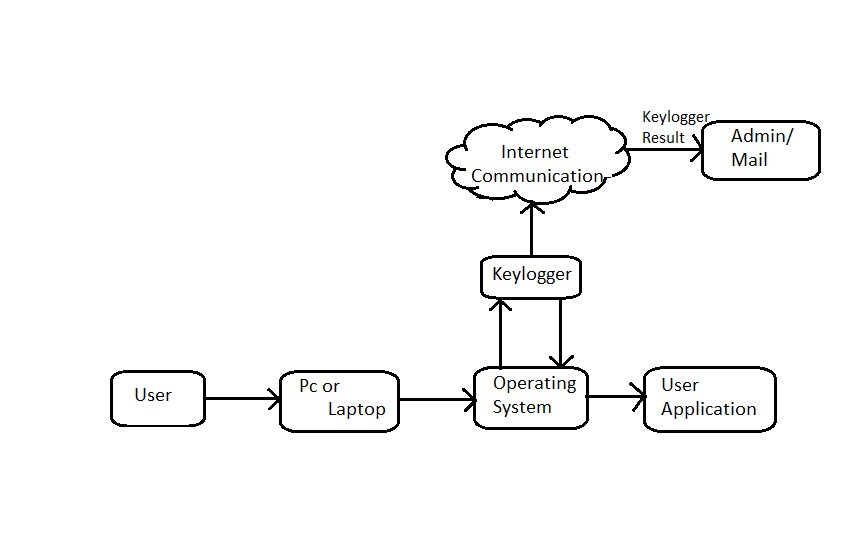 Keylogger
Result
Admin/
Mail
Internet
Communication
Keylogger
User
Pc or
Laptop
Operating
System
User
Application